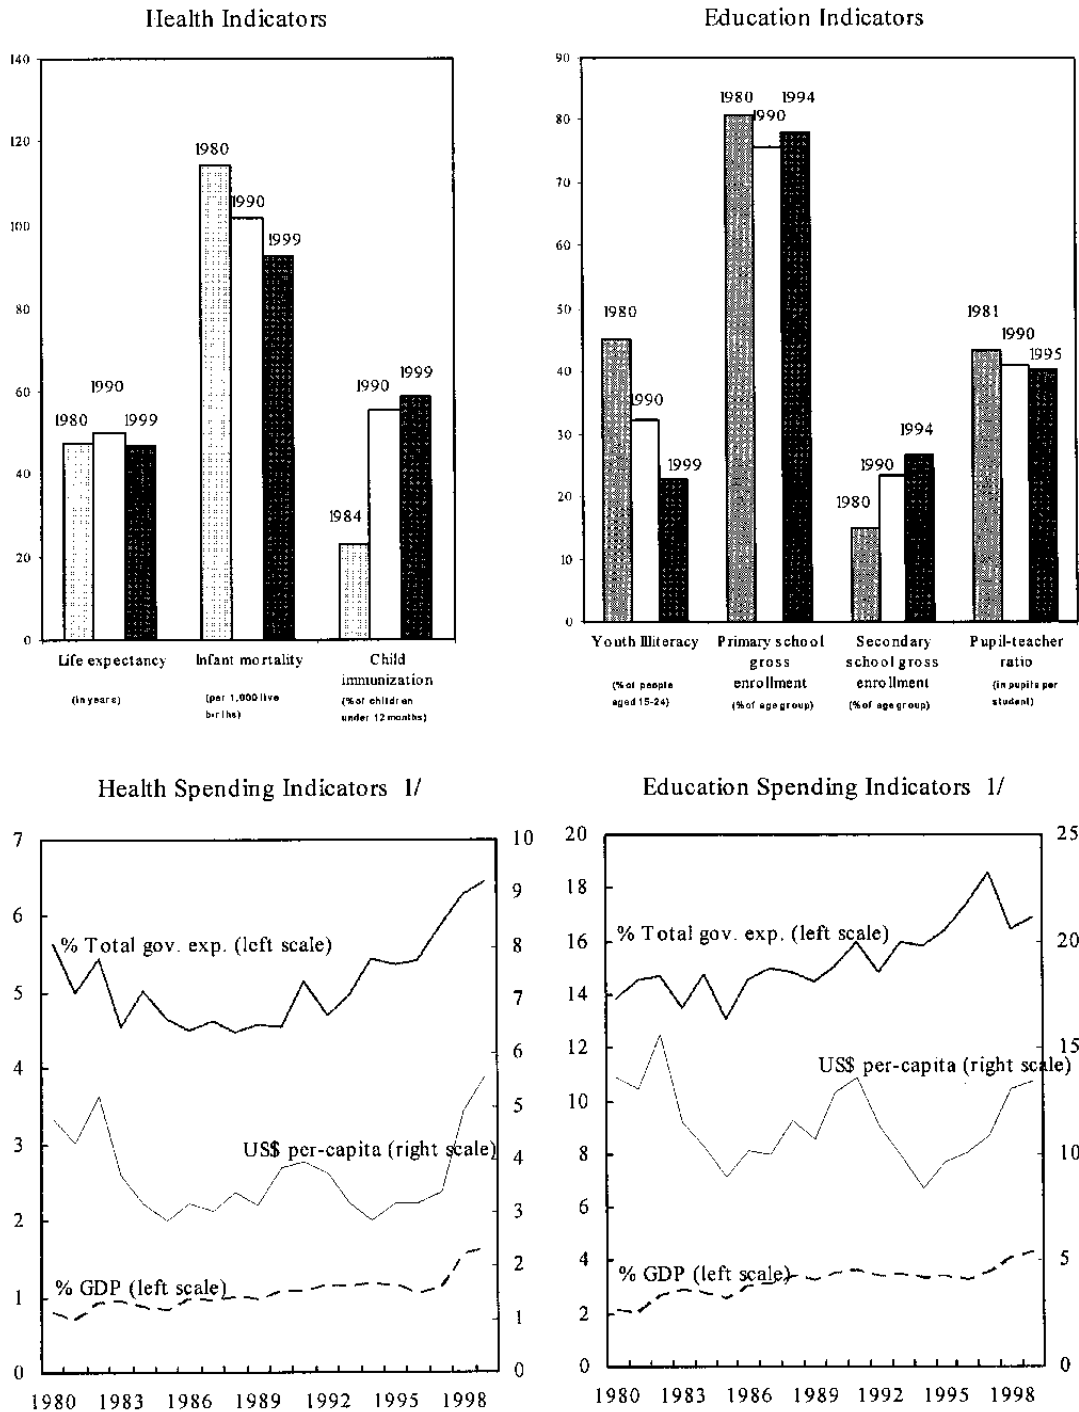 Health Indicators
140
120
100
80
60
40
20
0
1980
1990
1999
1980
1990
1999
1984
1990
1999
Life expectancy
(in years)
Infant mortality
(per 1,000 live
births)
Child
immunization
(% of children
under 12 months)
Education Indicators
90
80
70
60
50
40
30
20
10
0
1980
1990
1999
1980
1990
1994
1980
1990
1994
1981
1990
1995
Youth Illiteracy
(% of people
aged 15-24)
Primary school
gross
enrollment
(% of age group)
Secondary
school gross
enrollment
(% of age group)
Pupil-teacher
ratio
(in pupils per
student)
Health Spending Indicators 1/
7
6
5
4
3
2
1
0
10
9
8
7
6
5
4
3
2
1
0
% Total gov. exp. (left scale)
US$ per-capita (right scale)
% GDP (left scale)
1980 1983 1986 1989 1992 1995 1998
Education Spending Indicators 1/
20
18
16
14
12
10
8
6
4
2
0
25
20
15
10
5
0
% Total gov. exp. (left scale)
US$ per-capita (right scale)
% GDP (left scale)
1980 1983 1986 1989 1992 1995 1998